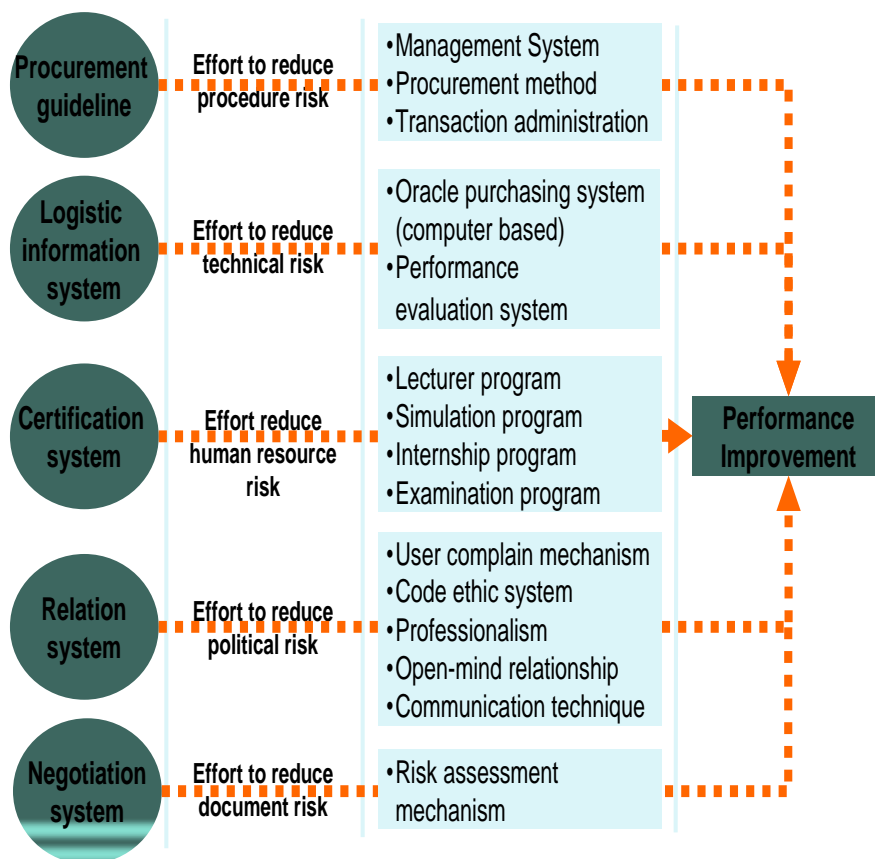 Procurement
guideline
Effort to reduce
procedure risk
•Management System
•Procurement method
•Transaction administration
Logistic
information
system
Effort to reduce
technical risk
•Oracle purchasing system
(computer based)
•Performance
evaluation system
Certification
system
Effort reduce
human resource
risk
•Lecturer program
•Simulation program
•Internship program
•Examination program
Performance
Improvement
Relation
system
Effort to reduce
political risk
•User complain mechanism
•Code ethic system
•Professionalism
•Open-mind relationship
•Communication technique
Negotiation
system
Effort to reduce
document risk
•Risk assessment
mechanism